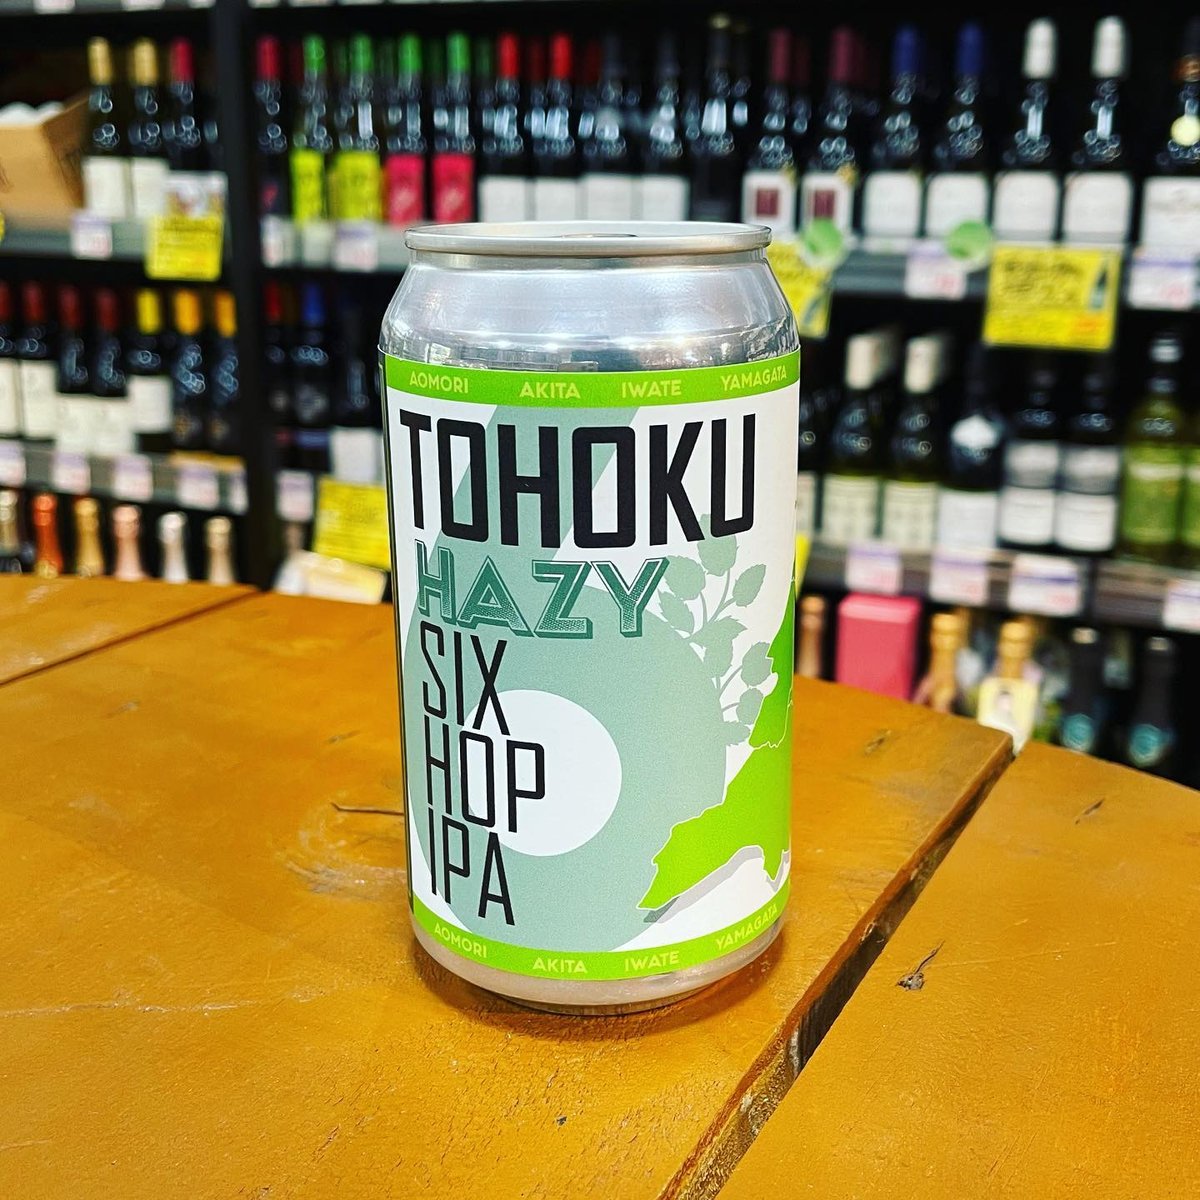 AOMORI AKITA IWATE YAMAGATA
TOHOKU
HAZY
SIX
HOP
IPA
AOMORI AKITA IWATE YAMAGATA